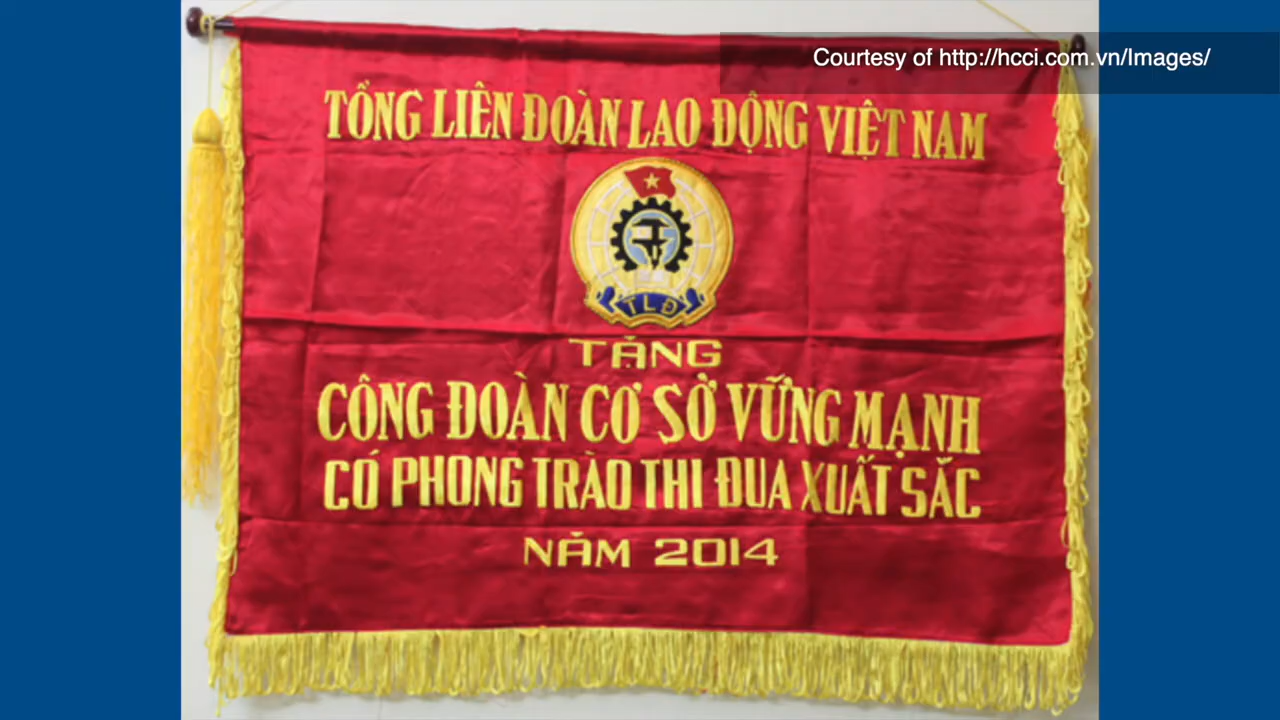 Courtesy of http://hcci.com.vn/Images/
TỔNG LIÊN ĐOÀN LAO ĐỘNG VIỆT NAM
TLĐ
TẶNG
CÔNG ĐOÀN CƠ SỞ VỮNG MẠNH
CÓ PHONG TRÀO THI ĐUA XUẤT SẮC
NĂM 2014